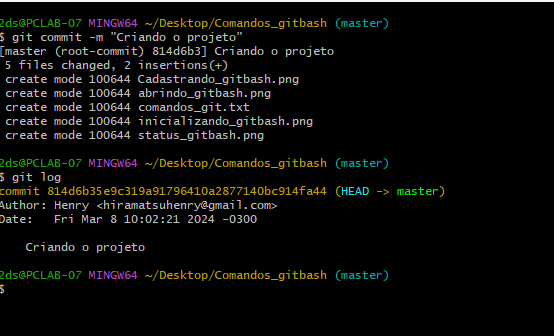 2ds@PCLAB-07 MINGW64 ~/Desktop/Comandos_gitbash (master)
$ git commit -m "Criando o projeto"
[master (root-commit) 814d6b3] Criando o projeto
 5 files changed, 2 insertions(+)
 create mode 100644 Cadastrando_gitbash.png
 create mode 100644 abrindo_gitbash.png
 create mode 100644 comandos_git.txt
 create mode 100644 inicializando_gitbash.png
 create mode 100644 status_gitbash.png
2ds@PCLAB-07 MINGW64 ~/Desktop/Comandos_gitbash (master)
$ git log
commit 814d6b35e9c319a91796410a2877140bc914fa44 (HEAD -> master)
Author: Henry <hiramatsuhenry@gmail.com>
Date:   Fri Mar 8 10:02:21 2024 -0300
    Criando o projeto
2ds@PCLAB-07 MINGW64 ~/Desktop/Comandos_gitbash (master)
$